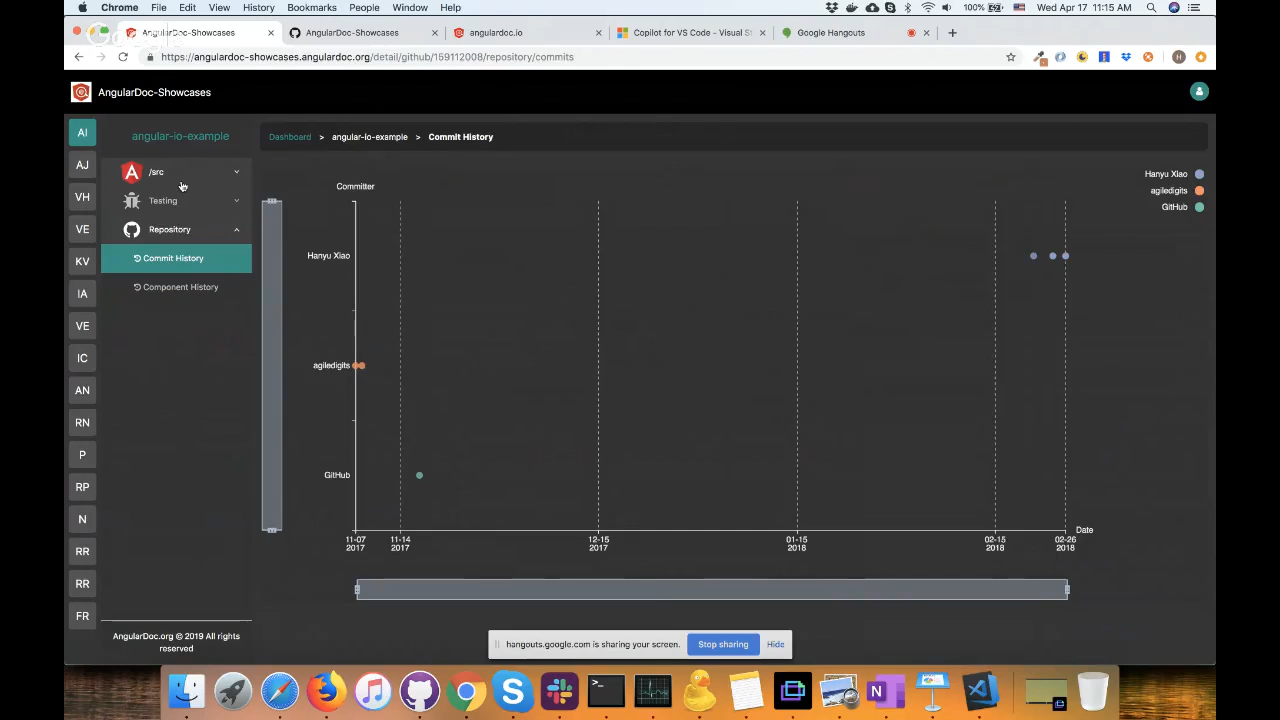 Chrome File Edit View History Bookmarks People Window Help
100% Wed Apr 17 11:15 AM
AngularDoc-Showcases
AngularDoc-Showcases
angulardoc.io
Copilot for VS Code - Visual St
Google Hangouts
https://angulardoc-showcases.angulardoc.org/detail/github/159112008/repository/commits
H
AngularDoc-Showcases
AI
AJ
VH
VE
KV
IA
VE
IC
AN
RN
P
RP
N
RR
RR
FR
angular-io-example
/src
Testing
Repository
Commit History
Component History
AngularDoc.org © 2019 All rights
reserved
Dashboard > angular-io-example > Commit History
Hanyu Xiao
agiledigits
GitHub
Committer
Hanyu Xiao
agiledigits
GitHub
Date
11-07
2017
11-14
2017
12-15
2017
01-15
2018
02-15
2018
02-26
2018
hangouts.google.com is sharing your screen. Stop sharing Hide